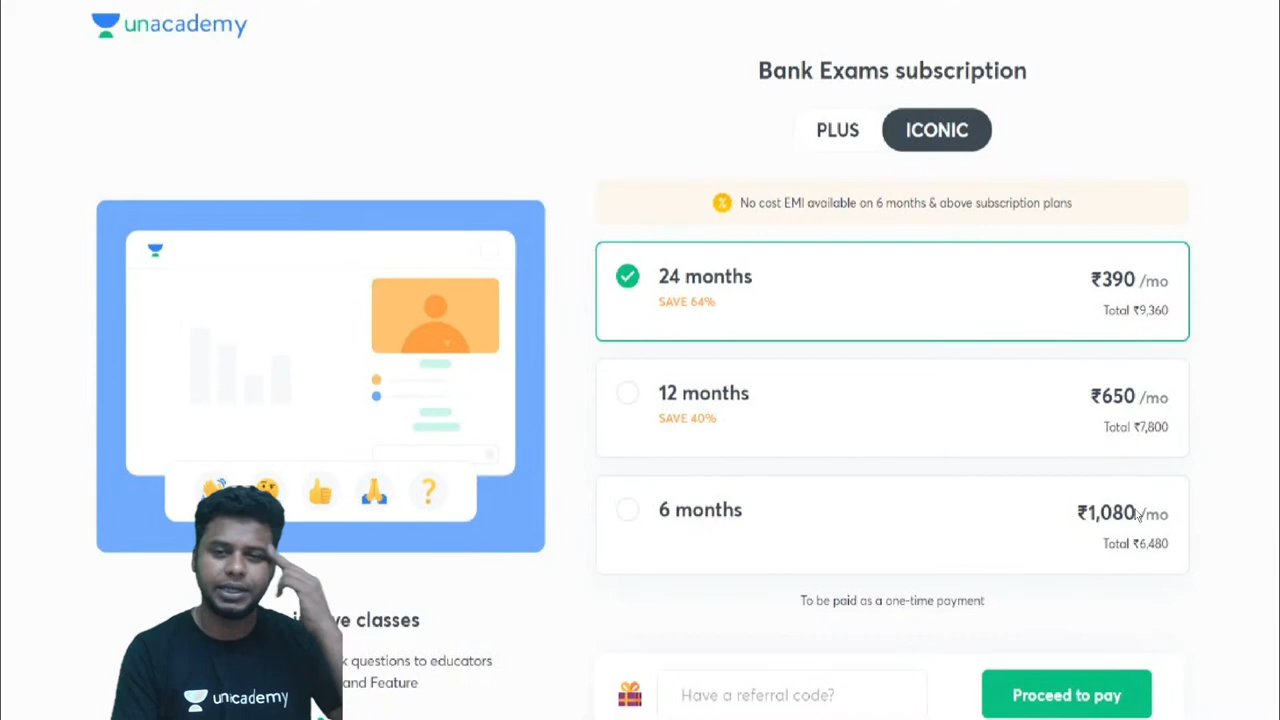 unacademy
Bank Exams subscription
PLUS
ICONIC
No cost EMI available on 6 months & above subscription plans
24 months
₹390 /mo
SAVE 64%
Total ₹9,360
12 months
₹650 /mo
SAVE 40%
Total ₹7,800
6 months
₹1,080 /mo
Total ₹6,480
To be paid as a one-time payment
classes
questions to educators
and Feature
unacademy
Have a referral code?
Proceed to pay